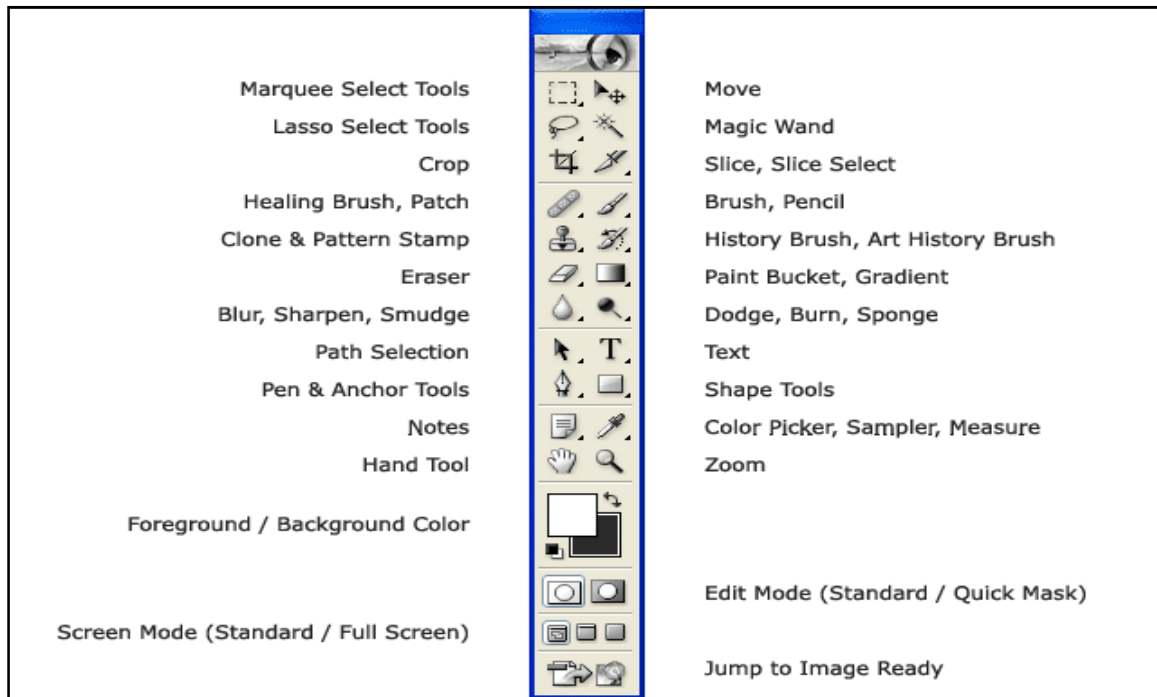 Marquee Select Tools
Move
Lasso Select Tools
Magic Wand
Crop
Slice, Slice Select
Healing Brush, Patch
Brush, Pencil
Clone & Pattern Stamp
History Brush, Art History Brush
Eraser
Paint Bucket, Gradient
Blur, Sharpen, Smudge
Dodge, Burn, Sponge
Path Selection
T
Text
Pen & Anchor Tools
Shape Tools
Notes
Color Picker, Sampler, Measure
Hand Tool
Zoom
Foreground / Background Color
Edit Mode (Standard / Quick Mask)
Screen Mode (Standard / Full Screen)
Jump to Image Ready